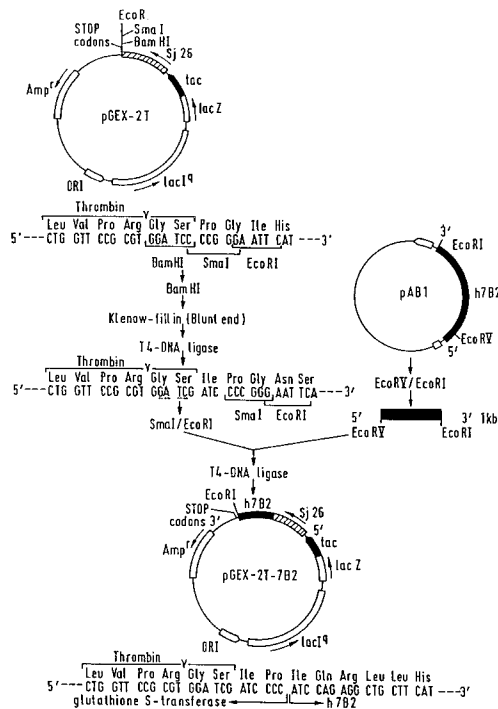 EcoR.
SmaI
STOP codons
BamHI
Sj 26
tac
Amp r
lac Z
pGEX-2T
ORI
lacI q
Thrombin
γ
Leu Val Pro Arg Gly Ser Pro Gly Ile His
5'---CTG GTT CCG CGT GGA TCC CCG GGA ATT CAT ---3'
BamHI SmaI EcoRI
BamHI
Klenow-fill in (Blunt end)
T4-DNA ligase
Thrombin
γ
Leu Val Pro Arg Gly Ser Ile Pro Gly Asn Ser
5'---CTG GTT CCG CGT GGA TCG ATC CCC GGG AAT TCA---3'
SmaI EcoRI
SmaI/EcoRI
3'
EcoRI
pAB1
h7B2
EcoRV
5'
EcoRV/EcoRI
5' 3' 1kb
EcoRV EcoRI
T4-DNA ligase
h7B2
EcoRI
Sj 26
STOP codons 3'
5'
tac
Amp r
lac Z
pGEX-2T-7B2
ORI
lacI q
Thrombin
γ
Leu Val Pro Arg Gly Ser Ile Pro Ile Gln Arg Leu Leu His
5'---CTG GTT CCG CGT GGA TCG ATC CCC ATC CAG AGG CTG CTT CAT ---3'
glutathione S-transferase h7B2